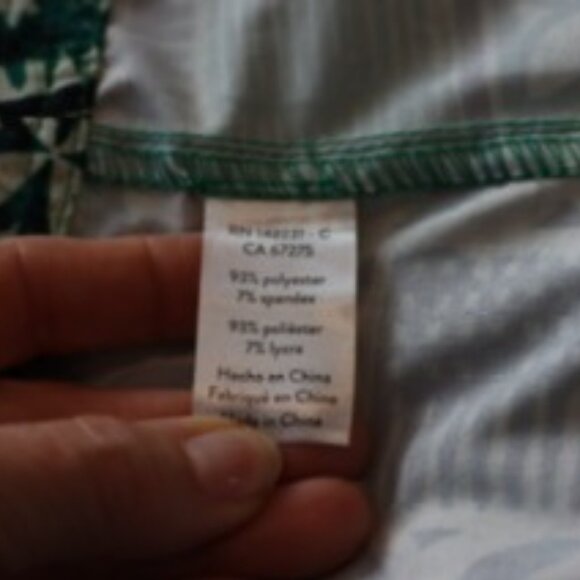 CA 67275
93% polyester
7% spandex
93% poliéster
7% lycra
Hecho en China
Fabriqué en China
Made in China